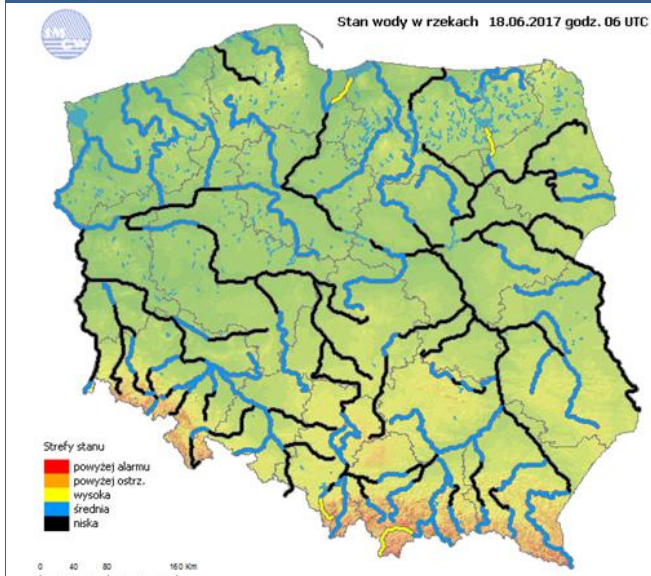 Stan wody w rzekach 18.06.2017 godz. 06 UTC
Strefy stanu
powyżej alarmu
powyżej ostrz.
wysoka
średnia
niska
0 40 80 160 Km